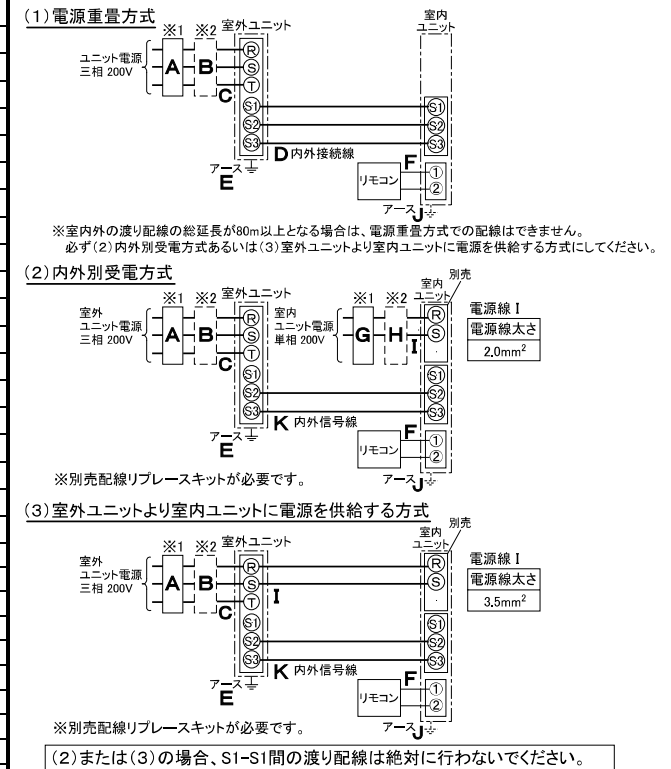 (1)電源重畳方式
※1 ※2 室外ユニット
室内
ユニット
ユニット電源
三相 200V
A B C
R
S
T
S1
S2
S3
S1
S2
S3
D 内外接続線
アース
E
リモコン
F
①
②
アース J
※室内外の渡り配線の総延長が80m以上となる場合は、電源重畳方式での配線はできません。
必ず(2)内外別受電方式あるいは(3)室外ユニットより室内ユニットに電源を供給する方式にしてください。
(2)内外別受電方式
※1 ※2 室外ユニット
室外
ユニット電源
三相 200V
A B C
R
S
T
S1
S2
S3
※1 ※2
室内
ユニット
別売
室内
ユニット電源
単相 200V
G H I
R
S
S1
S2
S3
電源線 I
電源線太さ
2.0mm²
K 内外信号線
アース
E
リモコン
F
①
②
アース J
※別売配線リプレースキットが必要です。
(3)室外ユニットより室内ユニットに電源を供給する方式
※1 ※2 室外ユニット
室内
ユニット
別売
室外
ユニット電源
三相 200V
A B C
R
S
T
S1
S2
S3
I
R
S
S1
S2
S3
電源線 I
電源線太さ
3.5mm²
K 内外信号線
アース
E
リモコン
F
①
②
アース J
※別売配線リプレースキットが必要です。
(2)または(3)の場合、S1-S1間の渡り配線は絶対に行わないでください。